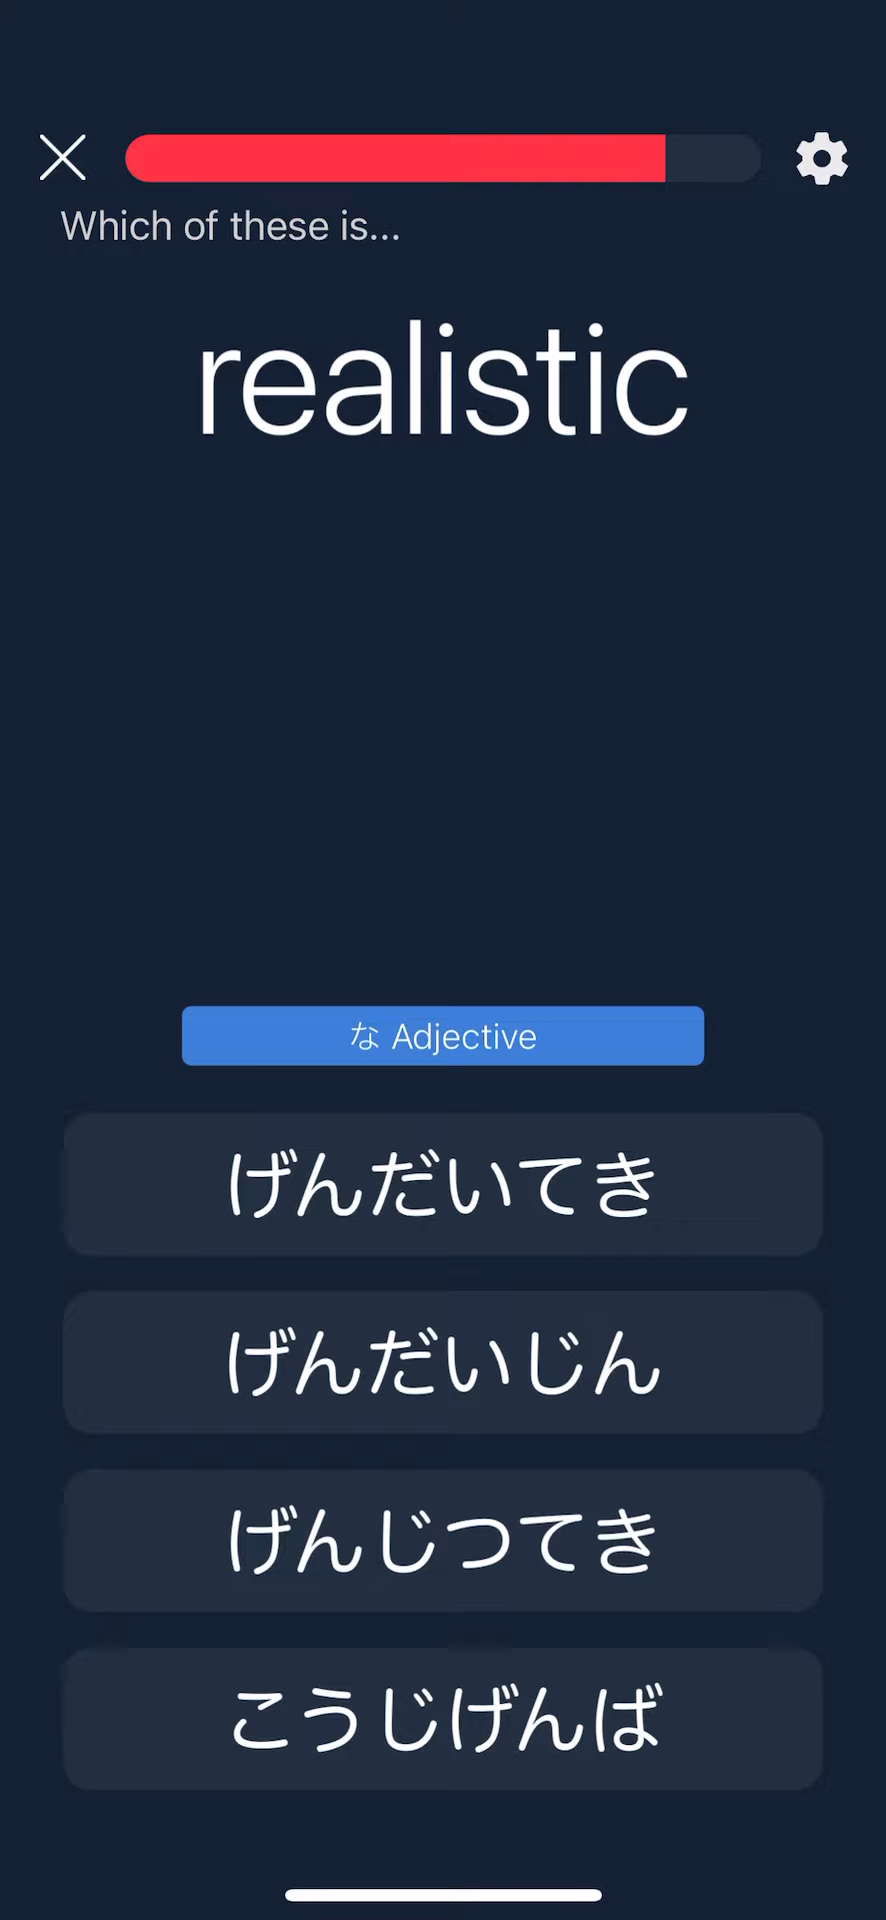 Which of these is...
realistic
な Adjective
げんだいてき
げんだいじん
げんじつてき
こうじげんば